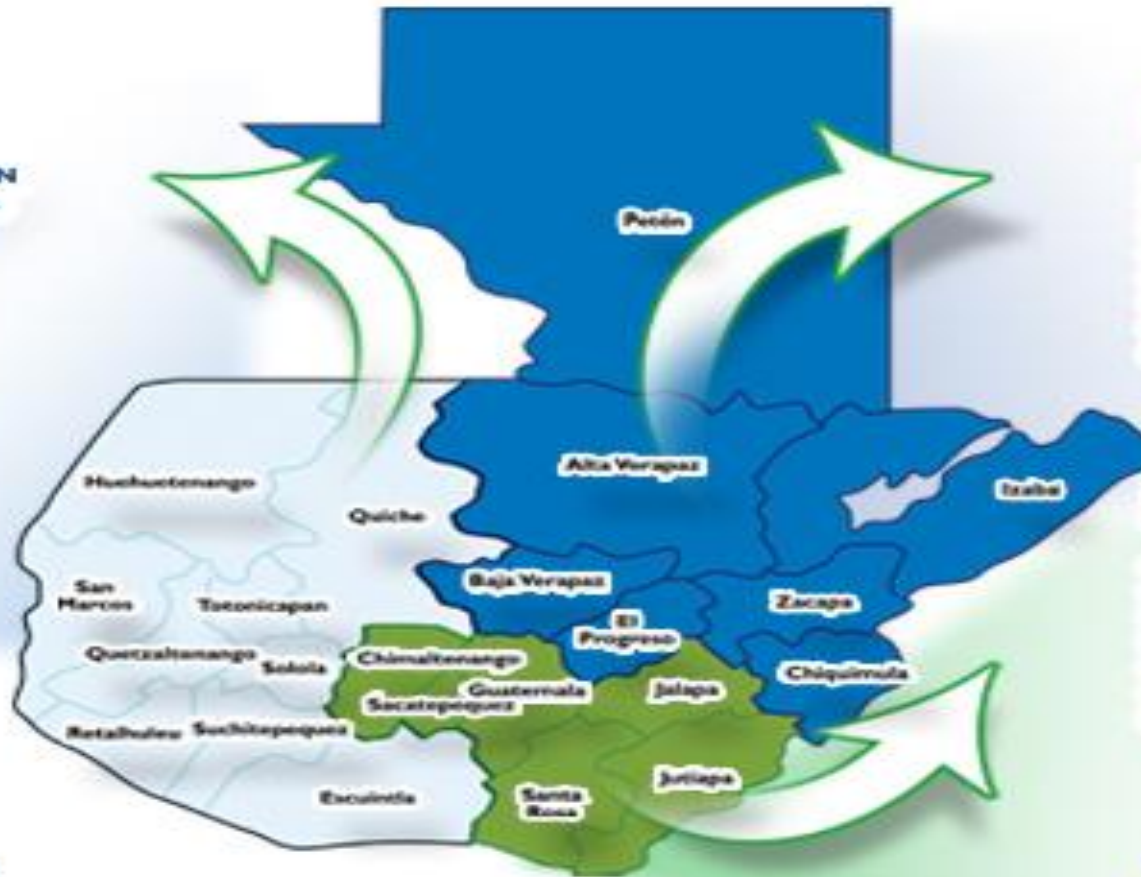 N
Petén
Huehuetenango
Alta Verapaz
Izabal
Quiche
San
Marcos
Totonicapan
Baja Verapaz
El
Progreso
Zacapa
Quetzaltenango
Sololá
Chimaltenango
Guatemala
Sacatepequez
Jalapa
Chiquimula
Retalhuleu
Suchitepequez
Escuintla
Santa
Rosa
Jutiapa